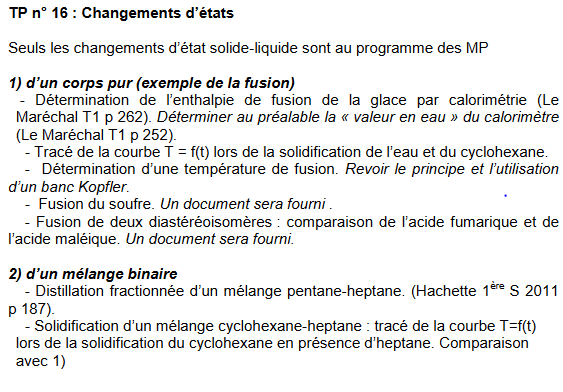 TP n° 16 : Changements d’états
Seuls les changements d’état solide-liquide sont au programme des MP
1) d’un corps pur (exemple de la fusion)
- Détermination de l’enthalpie de fusion de la glace par calorimétrie (Le
Maréchal T1 p 262). Déterminer au préalable la « valeur en eau » du calorimètre
(Le Maréchal T1 p 252).
- Tracé de la courbe T = f(t) lors de la solidification de l’eau et du cyclohexane.
- Détermination d’une température de fusion. Revoir le principe et l’utilisation
d’un banc Kopfler.
- Fusion du soufre. Un document sera fourni .
- Fusion de deux diastéréoisomères : comparaison de l’acide fumarique et de
l’acide maléique. Un document sera fourni.
2) d’un mélange binaire
- Distillation fractionnée d’un mélange pentane-heptane. (Hachette 1ère S 2011
p 187).
- Solidification d’un mélange cyclohexane-heptane : tracé de la courbe T=f(t)
lors de la solidification du cyclohexane en présence d’heptane. Comparaison
avec 1)